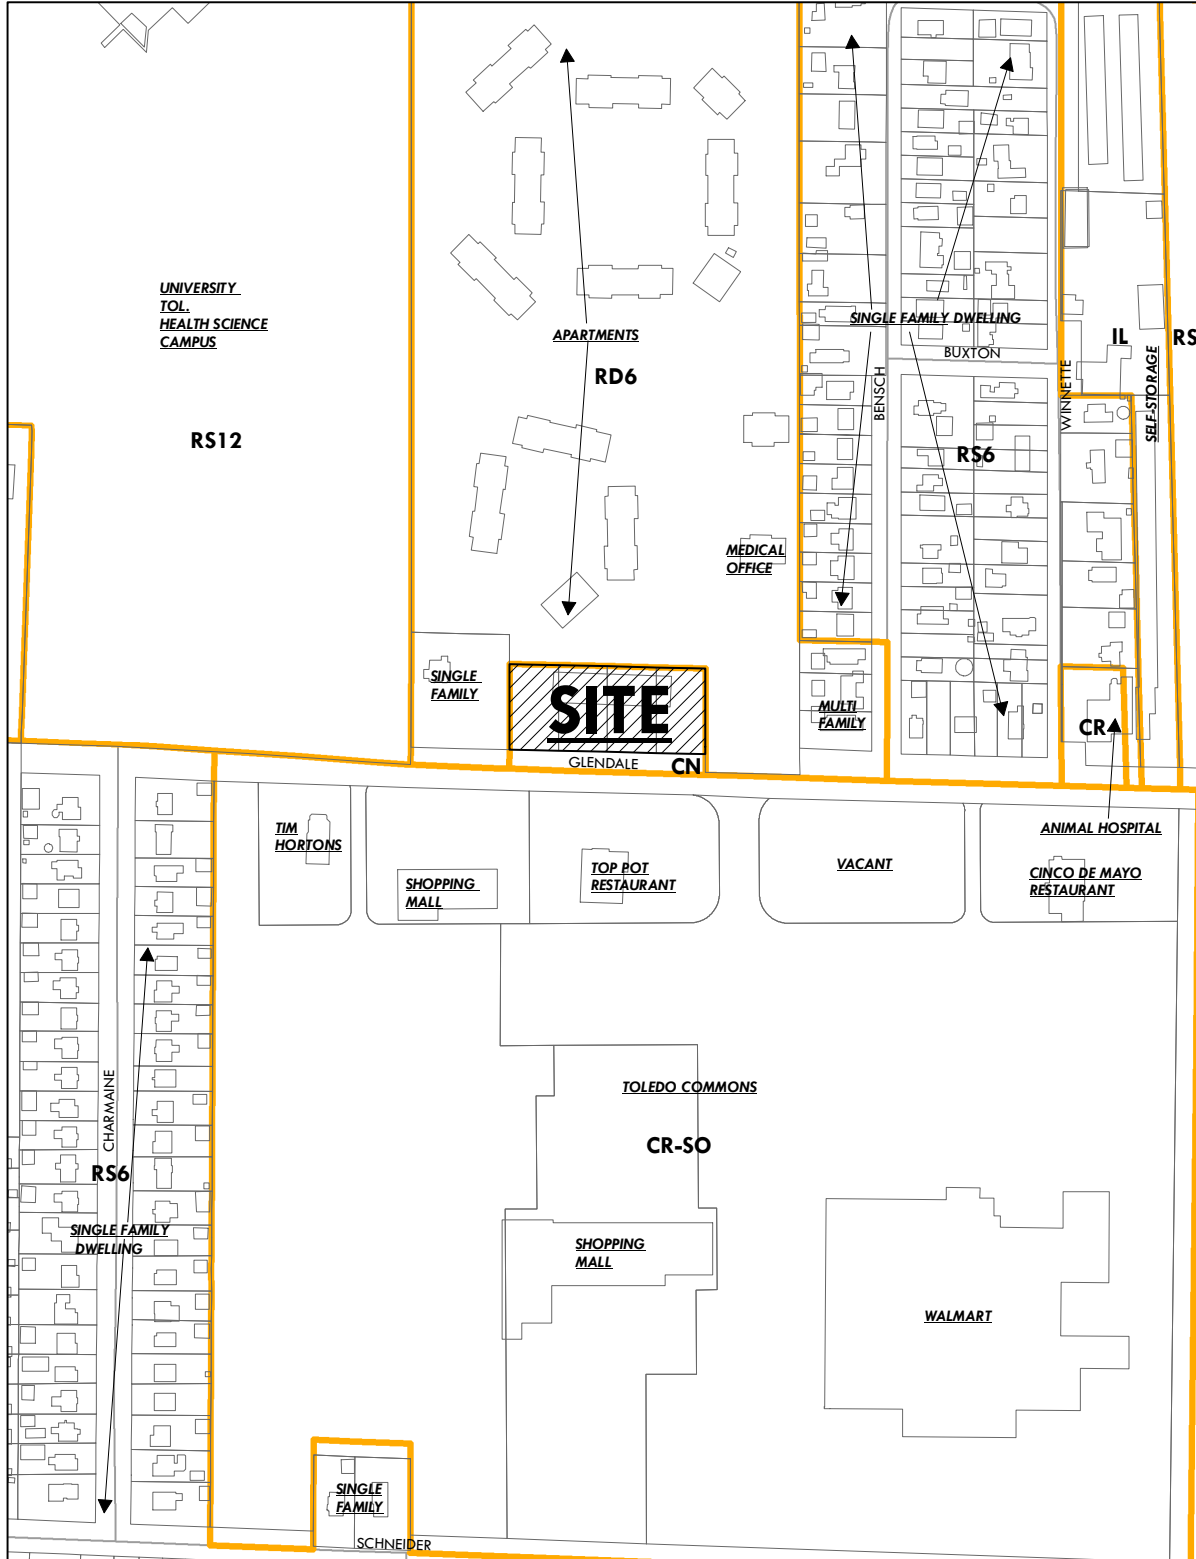 UNIVERSITY
TOL.
HEALTH SCIENCE
CAMPUS
RS12
APARTMENTS
RD6
SINGLE FAMILY DWELLING
BUXTON
BENSCH
WINNETTE
IL
RS
SELF-STORAGE
RS6
MEDICAL
OFFICE
SINGLE
FAMILY
SITE
MULTI
FAMILY
CR
GLENDALE
CN
TIM
HORTONS
SHOPPING
MALL
TOP POT
RESTAURANT
VACANT
ANIMAL HOSPITAL
CINCO DE MAYO
RESTAURANT
CHARMAINE
RS6
SINGLE FAMILY
DWELLING
TOLEDO COMMONS
CR-SO
SHOPPING
MALL
WALMART
SINGLE
FAMILY
SCHNEIDER